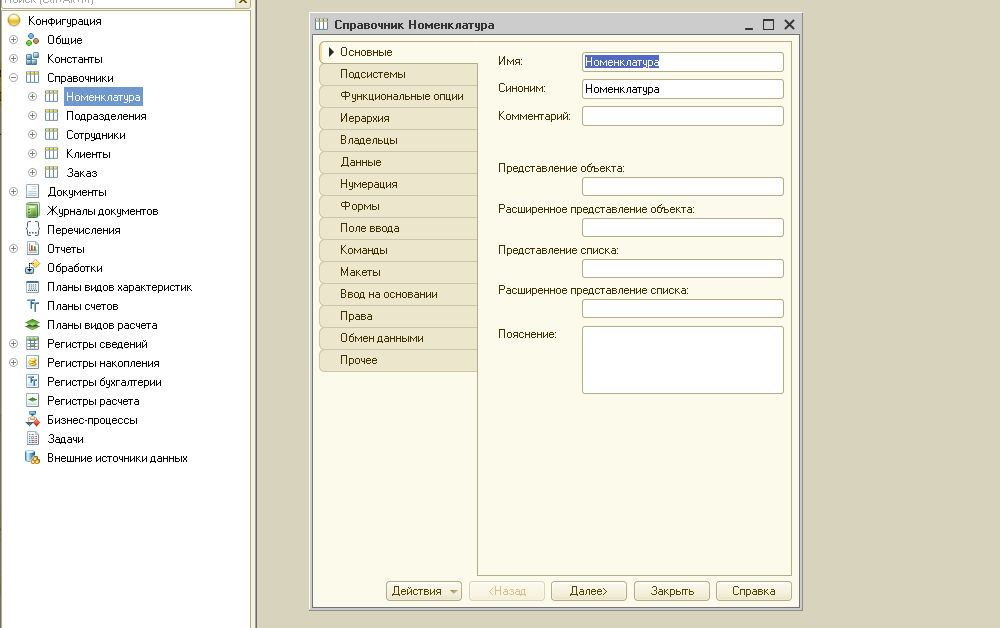 Поиск (Ctrl+Alt+M)
Конфигурация
Общие
Константы
Справочники
Номенклатура
Подразделения
Сотрудники
Клиенты
Заказ
Документы
Журналы документов
Перечисления
Отчеты
Обработки
Планы видов характеристик
Планы счетов
Планы видов расчета
Регистры сведений
Регистры накопления
Регистры бухгалтерии
Регистры расчета
Бизнес-процессы
Задачи
Внешние источники данных
Справочник Номенклатура
Основные
Подсистемы
Функциональные опции
Иерархия
Владельцы
Данные
Нумерация
Формы
Поле ввода
Команды
Макеты
Ввод на основании
Права
Обмен данными
Прочее
Имя: Номенклатура
Синоним: Номенклатура
Комментарий:
Представление объекта:
Расширенное представление объекта:
Представление списка:
Расширенное представление списка:
Пояснение:
Действия <Назад Далее> Закрыть Справка